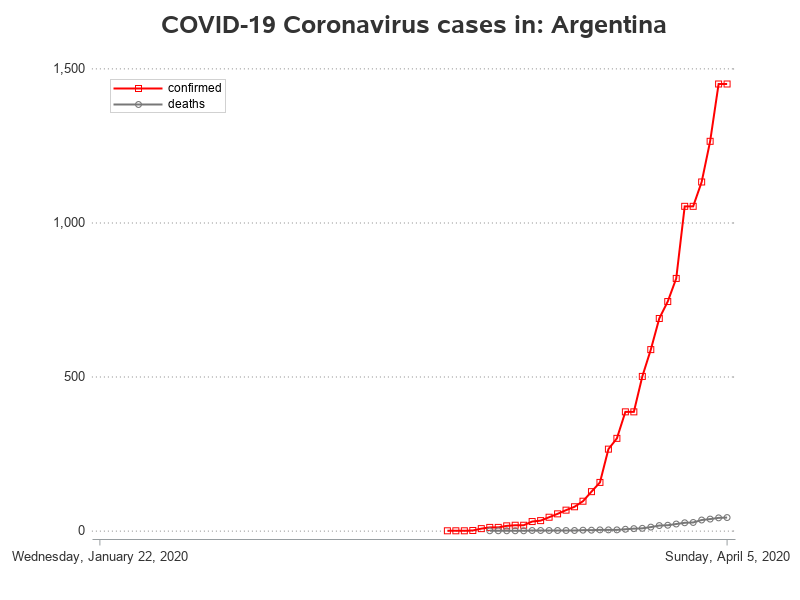 COVID-19 Coronavirus cases in: Argentina
1,500
confirmed
deaths
1,000
500
0
Wednesday, January 22, 2020
Sunday, April 5, 2020